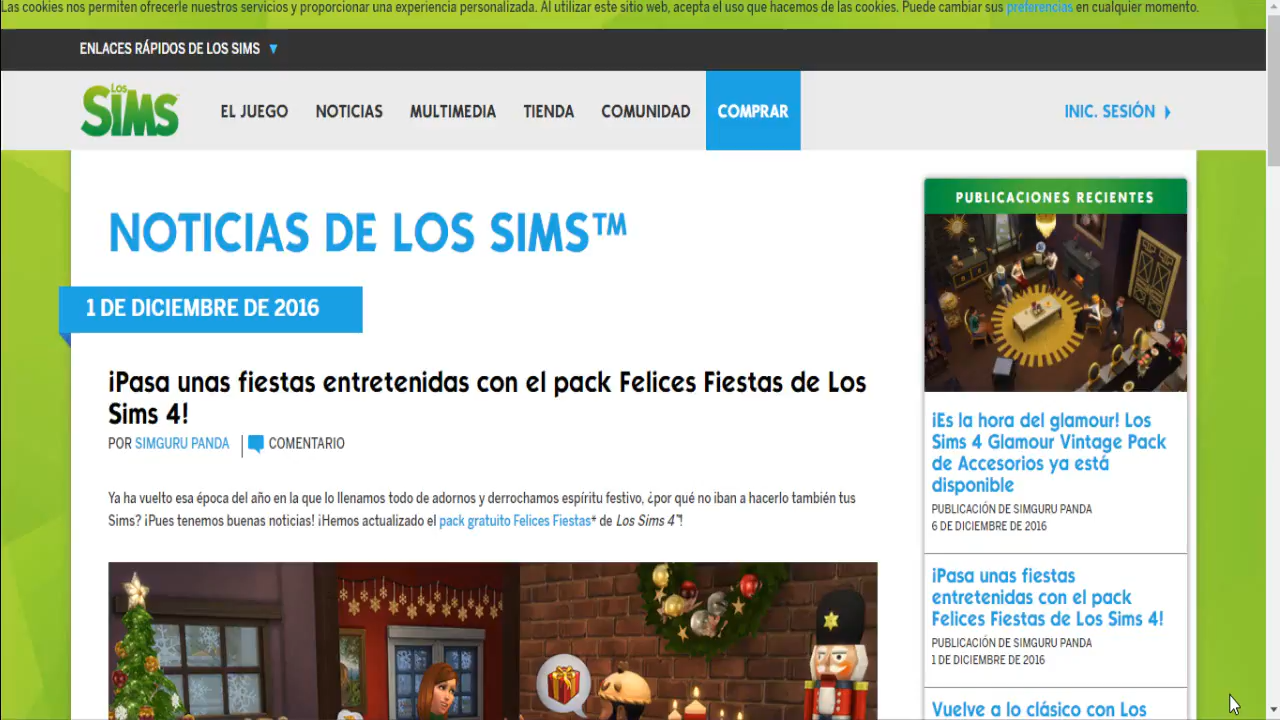 Las cookies nos permiten ofrecerle nuestros servicios y proporcionar una experiencia personalizada. Al utilizar este sitio web, acepta el uso que hacemos de las cookies. Puede cambiar sus preferencias en cualquier momento.
ENLACES RÁPIDOS DE LOS SIMS
LOS
SIMS
EL JUEGO
NOTICIAS
MULTIMEDIA
TIENDA
COMUNIDAD
COMPRAR
INIC. SESIÓN
NOTICIAS DE LOS SIMS™
1 DE DICIEMBRE DE 2016
¡Pasa unas fiestas entretenidas con el pack Felices Fiestas de Los
Sims 4!
POR SIMGURU PANDA
COMENTARIO
Ya ha vuelto esa época del año en la que lo llenamos todo de adornos y derrochamos espíritu festivo, ¿por qué no iban a hacerlo también tus
Sims? ¡Pues tenemos buenas noticias! ¡Hemos actualizado el pack gratuito Felices Fiestas* de Los Sims 4™!
PUBLICACIONES RECIENTES
¡Es la hora del glamour! Los
Sims 4 Glamour Vintage Pack
de Accesorios ya está
disponible
PUBLICACIÓN DE SIMGURU PANDA
6 DE DICIEMBRE DE 2016
¡Pasa unas fiestas
entretenidas con el pack
Felices Fiestas de Los Sims 4!
PUBLICACIÓN DE SIMGURU PANDA
1 DE DICIEMBRE DE 2016
Vuelve a lo clásico con Los